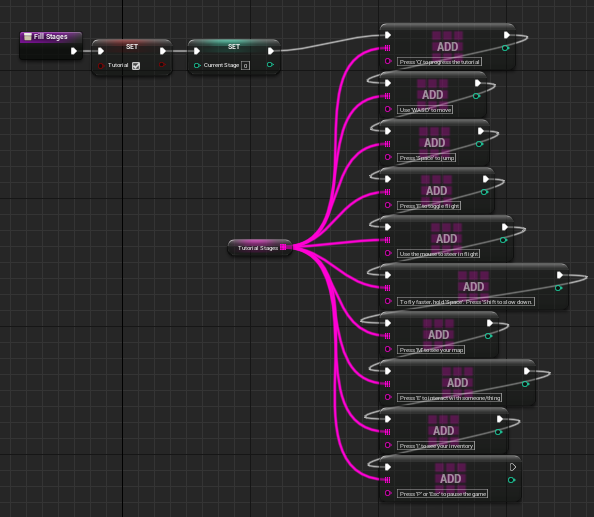 Fill Stages
SET
Tutorial
SET
Current Stage 0
Tutorial Stages
ADD
Press 'Q' to progress the tutorial
ADD
Use 'WASD' to move
ADD
Press 'Space' to jump
ADD
Press 'F' to toggle flight
ADD
Use the mouse to steer in flight
ADD
To fly faster, hold 'Space'. Press 'Shift' to slow down.
ADD
Press 'M' to see your map
ADD
Press 'E' to interact with someone/thing
ADD
Press 'I' to see your inventory
ADD
Press 'P' or 'Esc' to pause the game